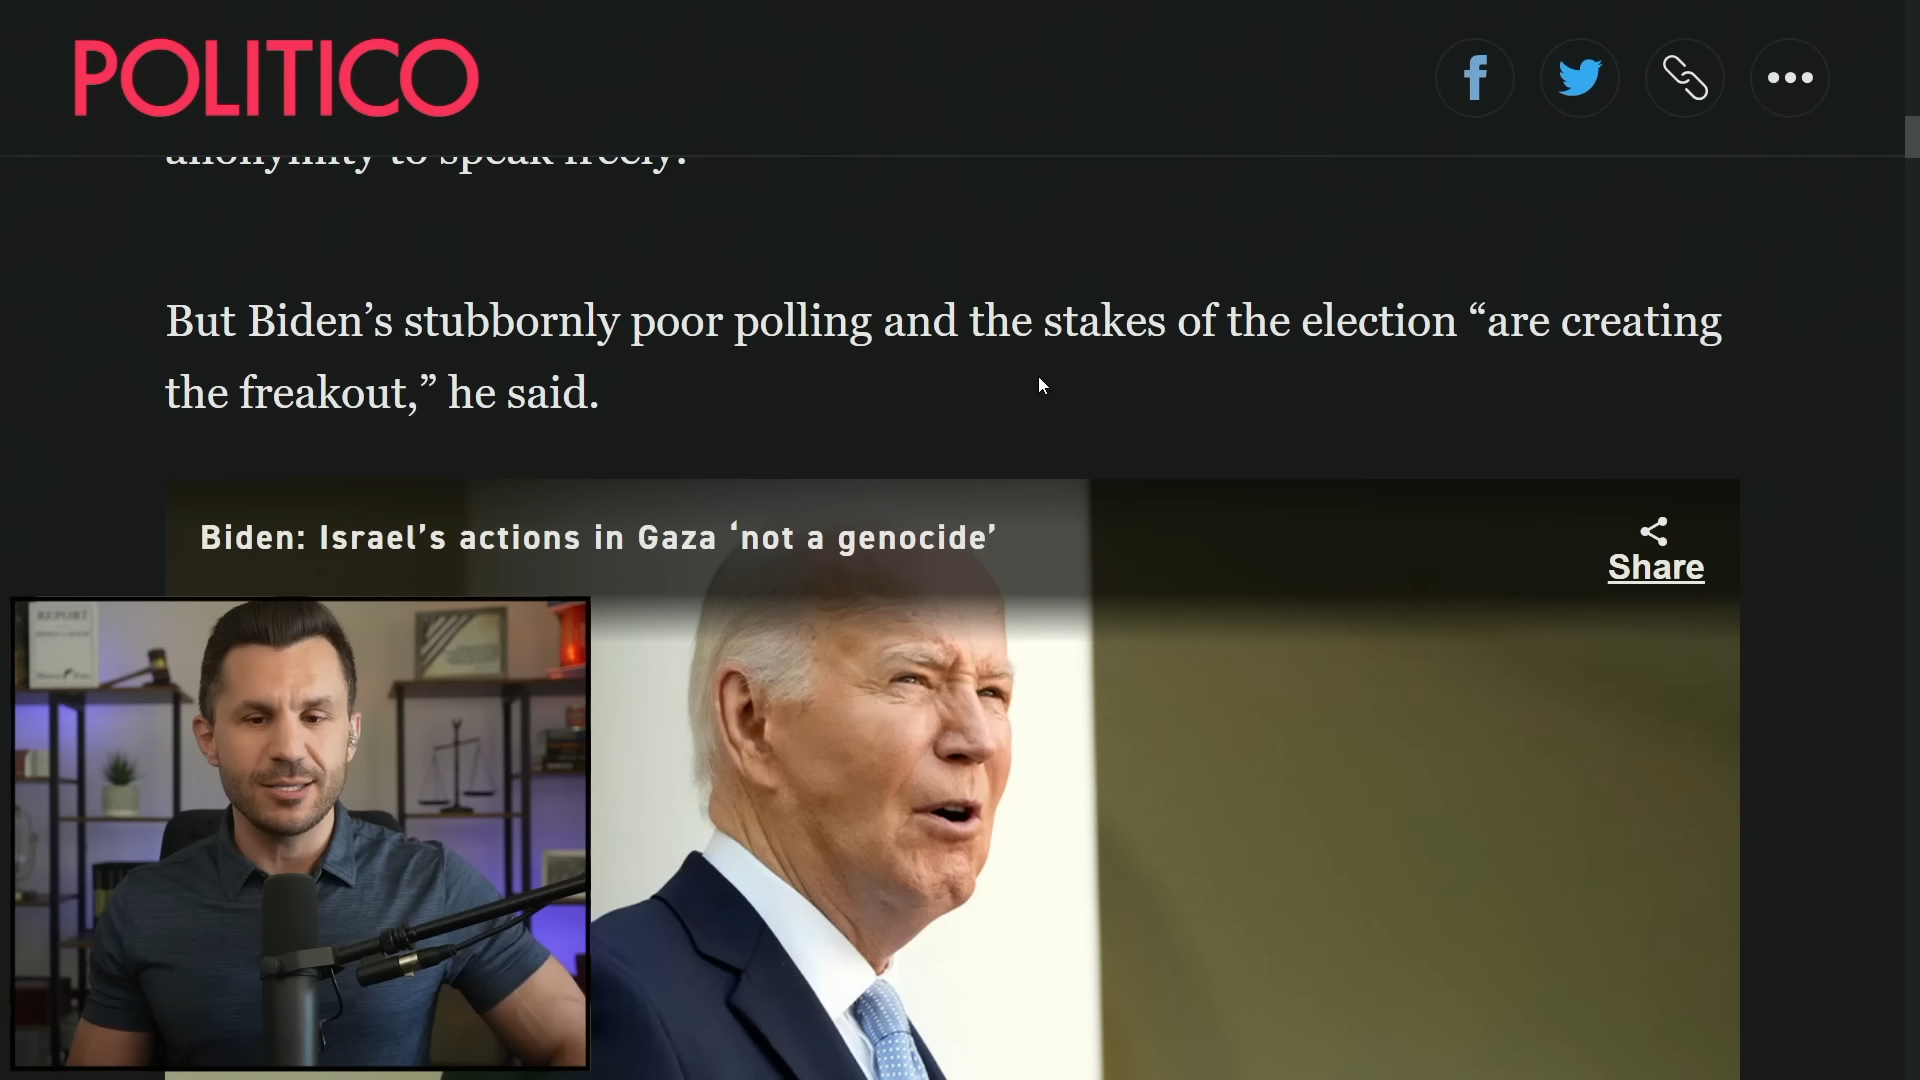 POLITICO
anonymity to speak freely.
But Biden’s stubbornly poor polling and the stakes of the election “are creating
the freakout,” he said.
Biden: Israel’s actions in Gaza ‘not a genocide’
Share
REPORT